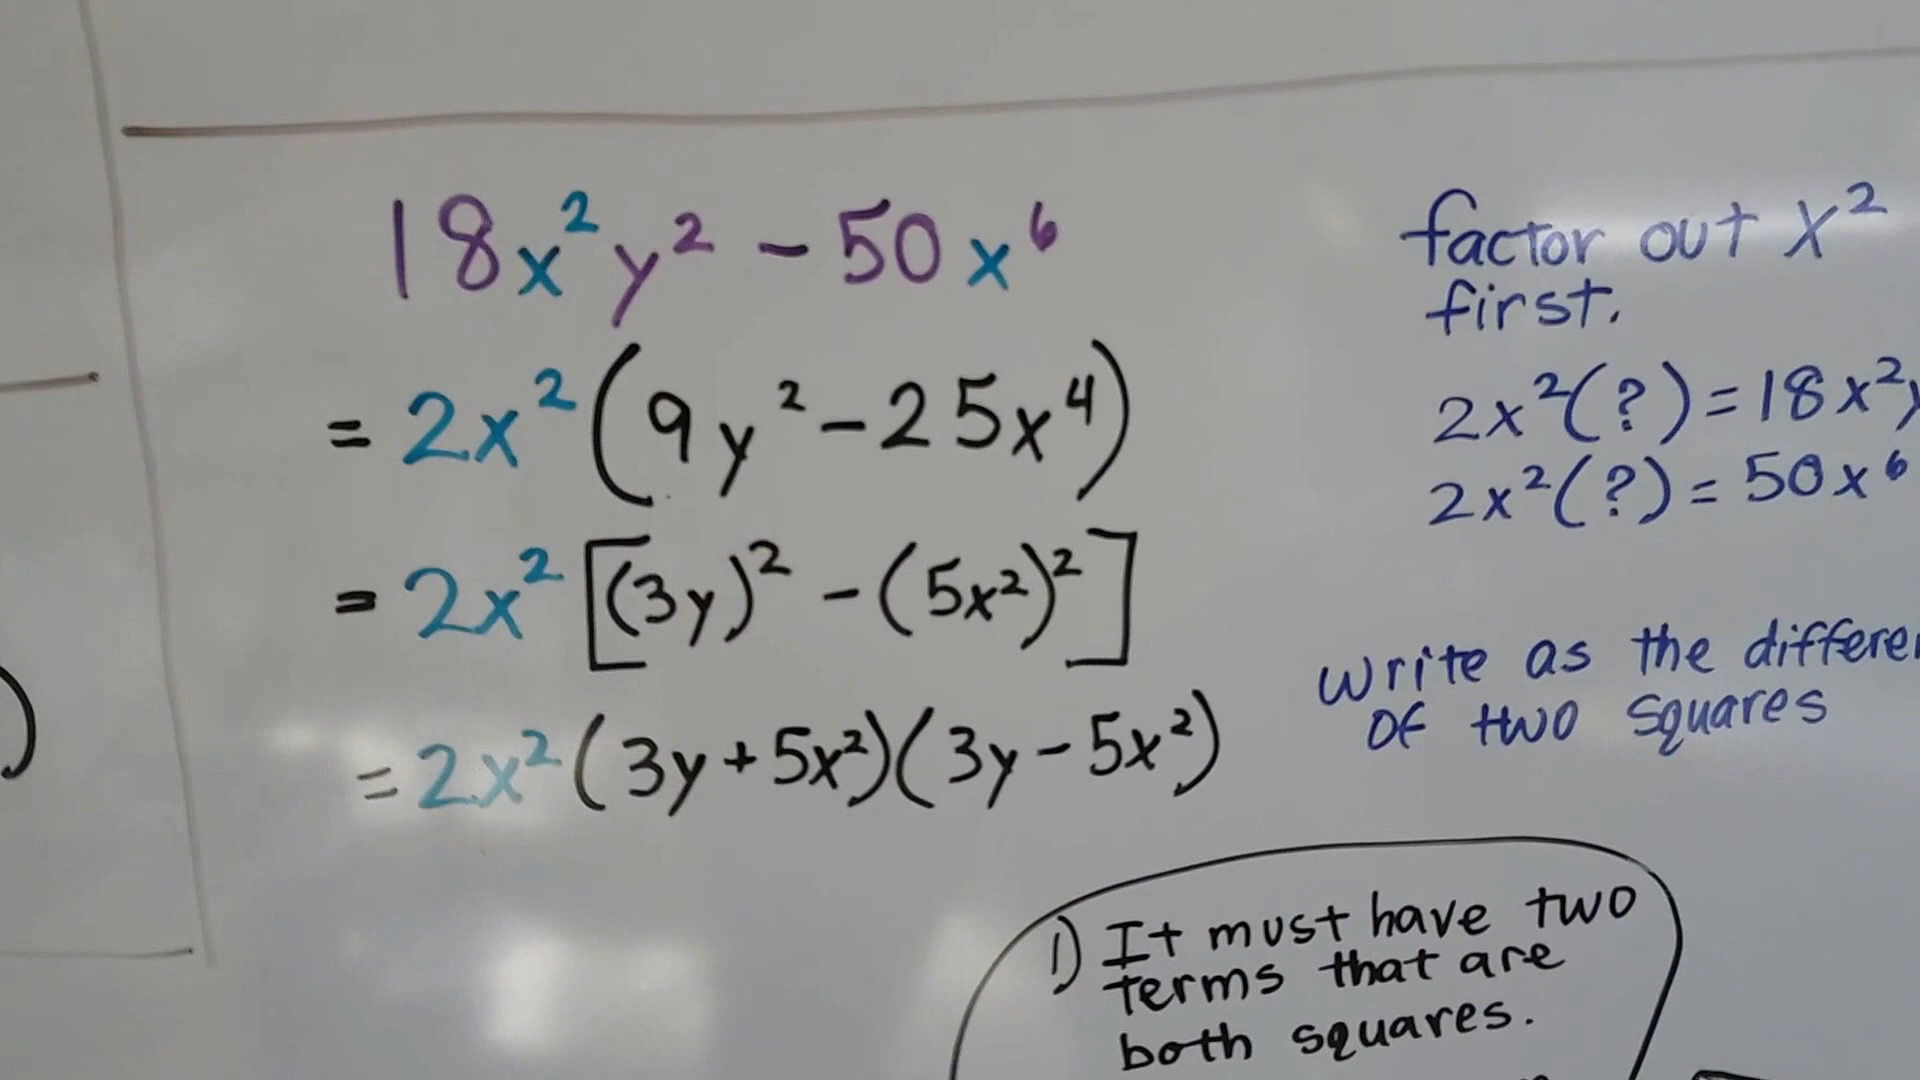 18x²y² - 50x⁶
= 2x²(9y² - 25x⁴)
= 2x²[(3y)² - (5x²)²]
= 2x²(3y + 5x²)(3y - 5x²)
factor out x²
first.
2x²(?) = 18x²
2x²(?) = 50x⁶
Write as the
of two squares
1) It must have two
terms that are
both squares.